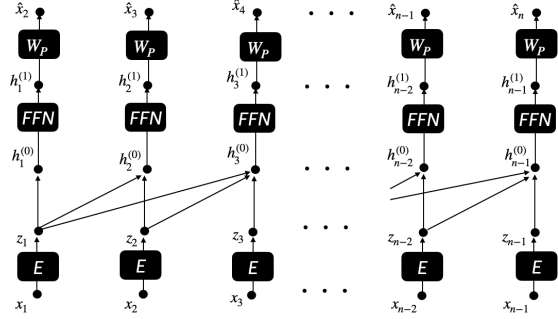 x̂₂ x̂₃ x̂₄ . . . x̂ₙ₋₁ x̂ₙ
W_P W_P W_P W_P W_P
h₁⁽¹⁾ h₂⁽¹⁾ h₃⁽¹⁾ . . . hₙ₋₂⁽¹⁾ hₙ₋₁⁽¹⁾
FFN FFN FFN FFN FFN
h₁⁽⁰⁾ h₂⁽⁰⁾ h₃⁽⁰⁾ . . . hₙ₋₂⁽⁰⁾ hₙ₋₁⁽⁰⁾
z₁ z₂ z₃ . . . zₙ₋₂ zₙ₋₁
E E E E E
x₁ x₂ x₃ . . . xₙ₋₂ xₙ₋₁